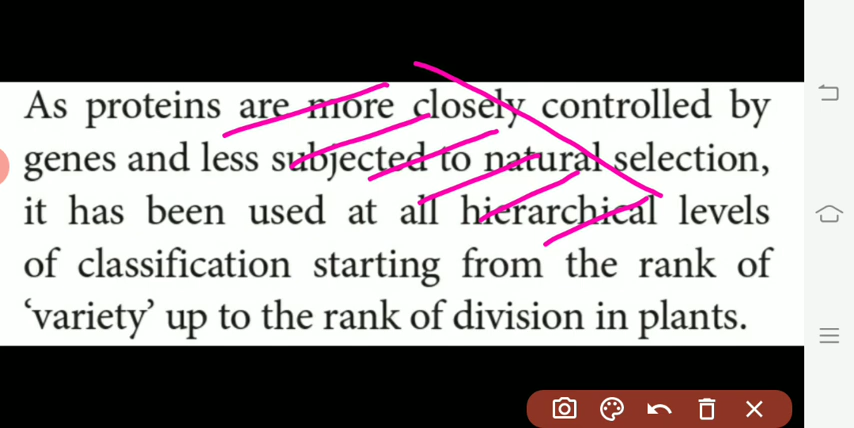 As proteins are more closely controlled by
genes and less subjected to natural selection,
it has been used at all hierarchical levels
of classification starting from the rank of
‘variety’ up to the rank of division in plants.